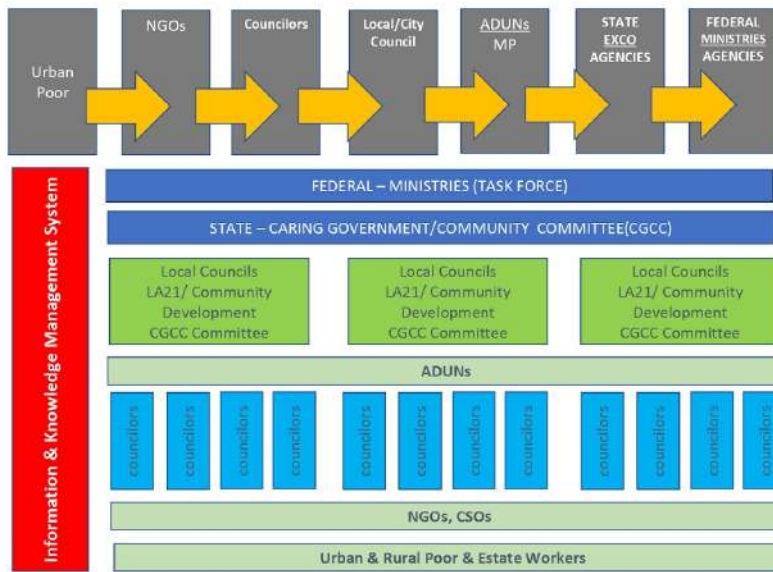 Urban
Poor
NGOs
Councilors
Local/City
Council
ADUNs
MP
STATE
EXCO
AGENCIES
FEDERAL
MINISTRIES
AGENCIES
Information & Knowledge Management System
FEDERAL – MINISTRIES (TASK FORCE)
STATE – CARING GOVERNMENT/COMMUNITY COMMITTEE(CGCC)
Local Councils
LA21/ Community
Development
CGCC Committee
Local Councils
LA21/ Community
Development
CGCC Committee
Local Councils
LA21/ Community
Development
CGCC Committee
ADUNs
councilors
councilors
councilors
councilors
councilors
councilors
councilors
councilors
councilors
councilors
councilors
councilors
NGOs, CSOs
Urban & Rural Poor & Estate Workers